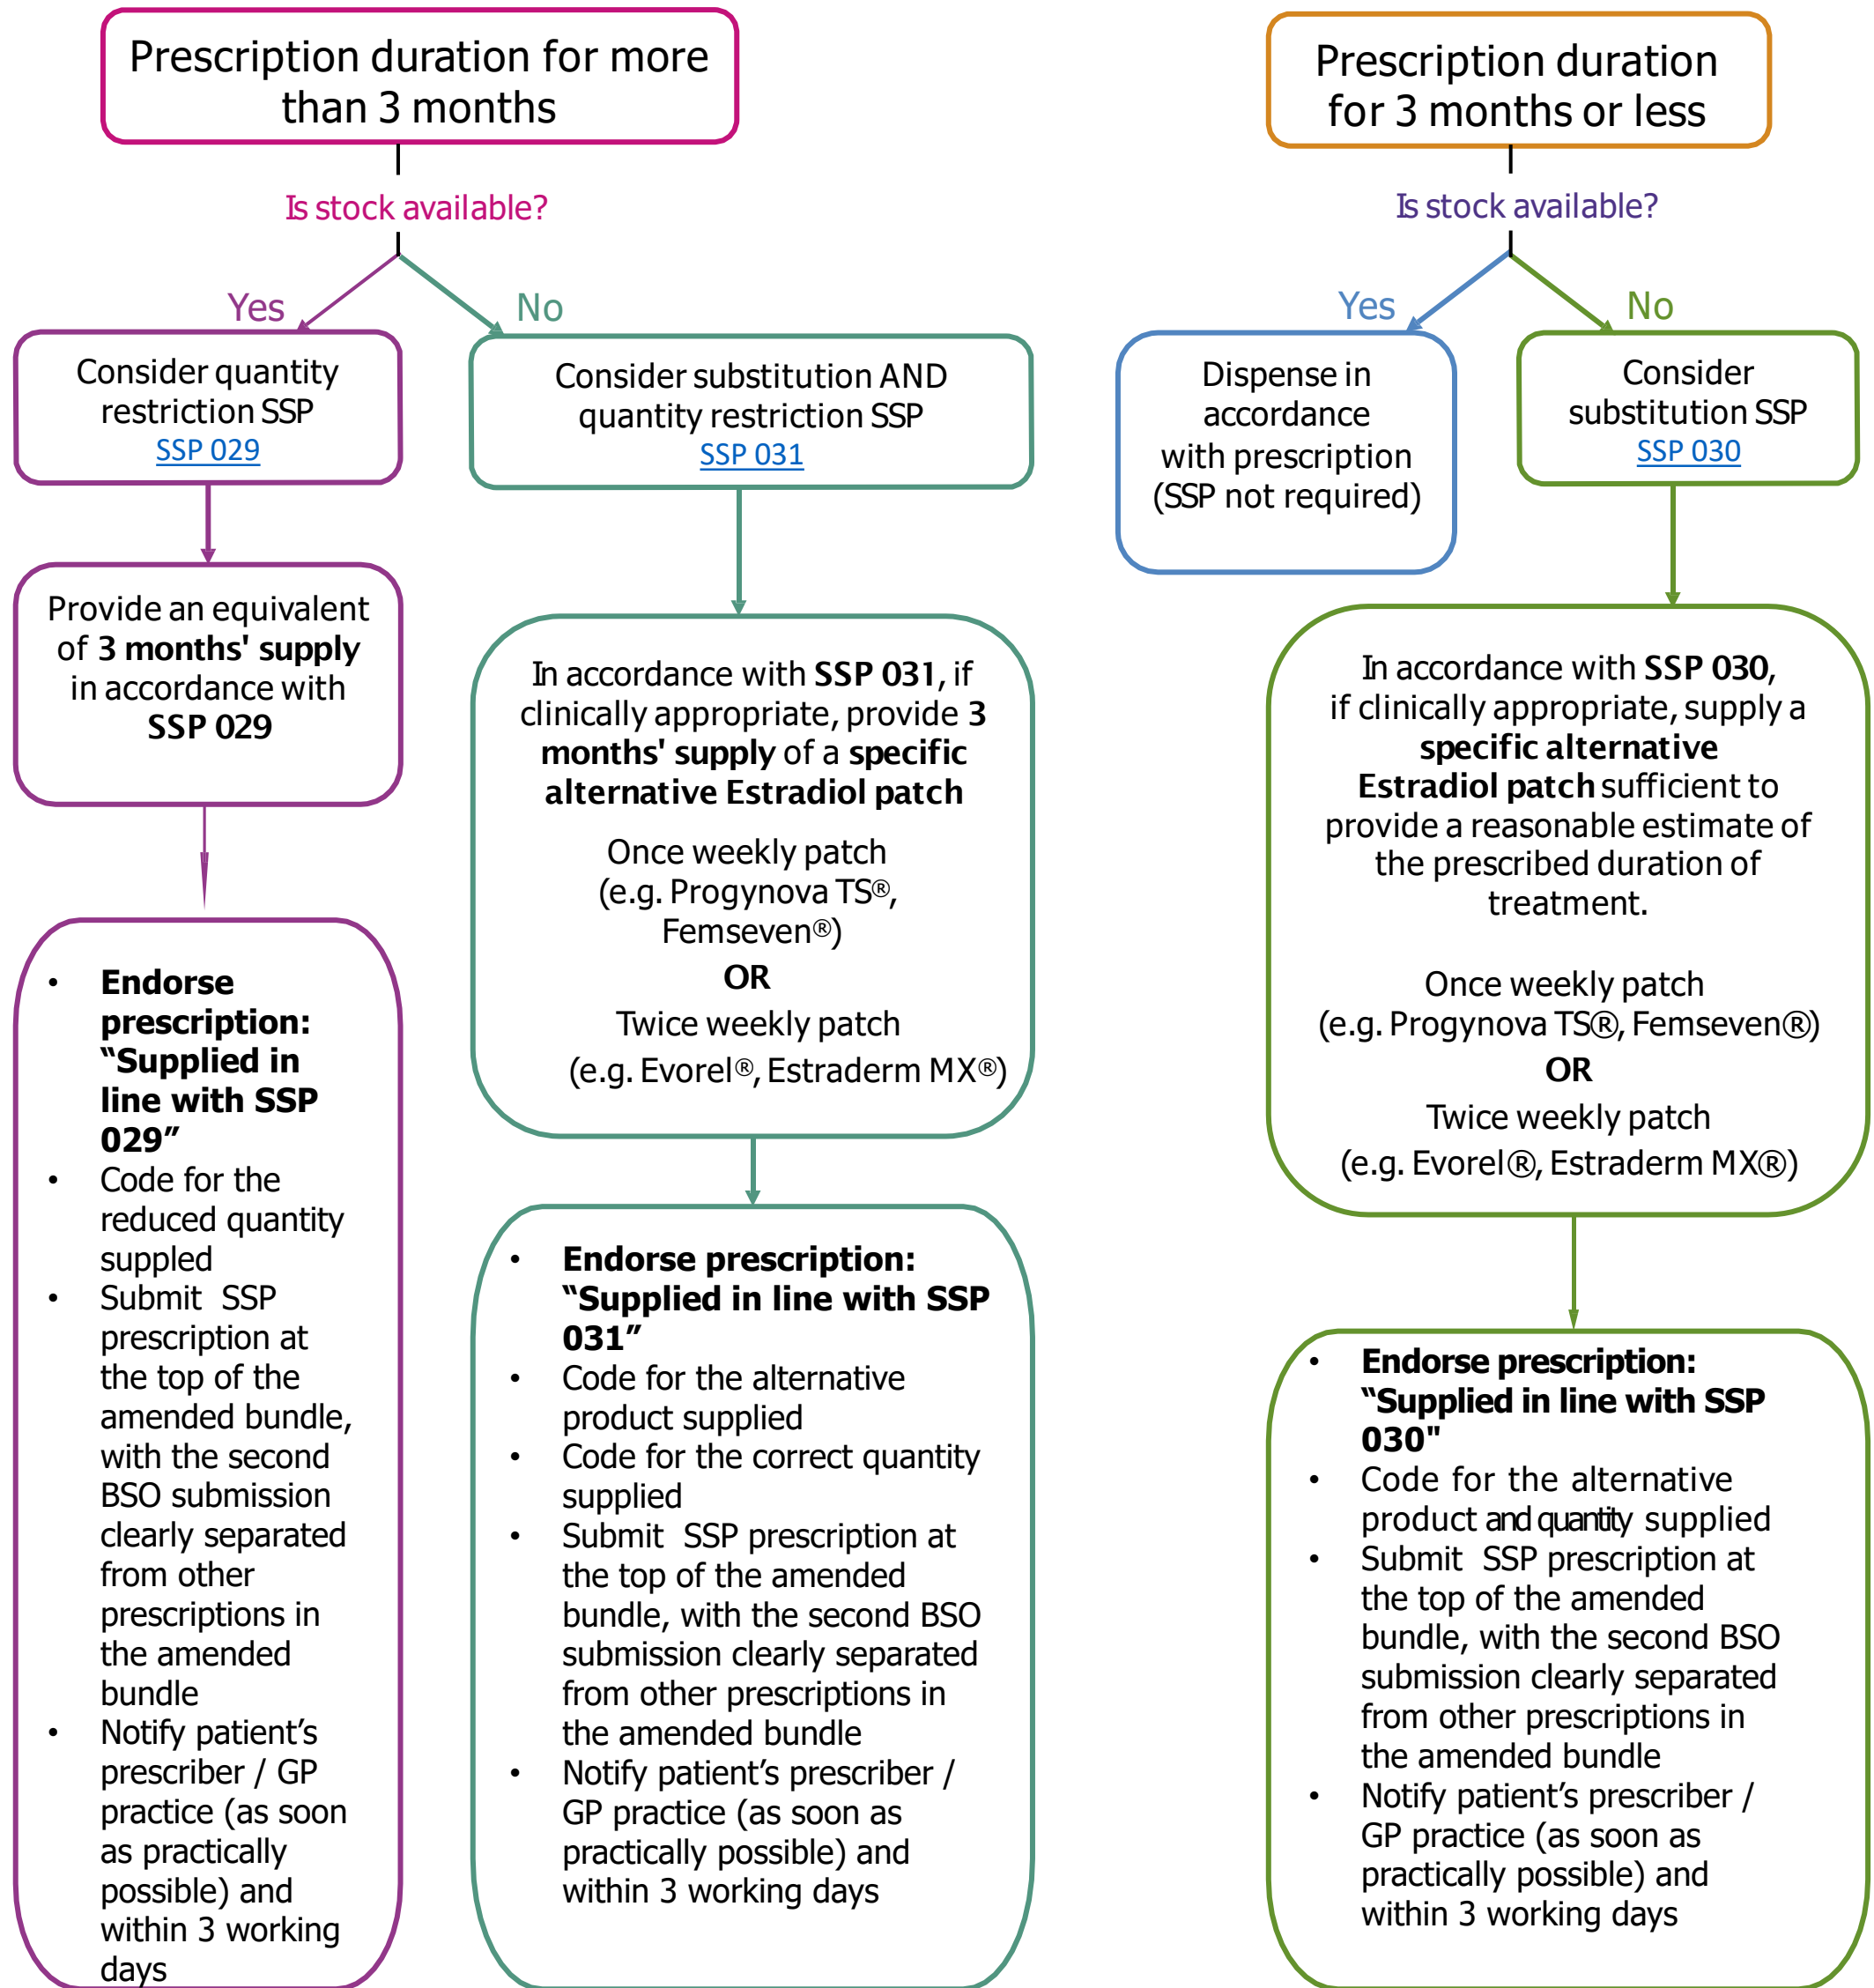 Prescription duration for more
than 3 months
Is stock available?
Yes
No
Consider quantity
restriction SSP
SSP 029
Consider substitution AND
quantity restriction SSP
SSP 031
Provide an equivalent
of 3 months' supply
in accordance with
SSP 029
In accordance with SSP 031, if
clinically appropriate, provide 3
months' supply of a specific
alternative Estradiol patch
Once weekly patch
(e.g. Progynova TS®,
Femseven®)
OR
Twice weekly patch
(e.g. Evorel®, Estraderm MX®)
• Endorse
prescription:
“Supplied in
line with SSP
029”
• Code for the
reduced quantity
suppled
• Submit SSP
prescription at
the top of the
amended bundle,
with the second
BSO submission
clearly separated
from other
prescriptions in
the amended
bundle
• Notify patient’s
prescriber / GP
practice (as soon
as practically
possible) and
within 3 working
days
• Endorse prescription:
“Supplied in line with SSP
031”
• Code for the alternative
product supplied
• Code for the correct quantity
supplied
• Submit SSP prescription at
the top of the amended
bundle, with the second BSO
submission clearly separated
from other prescriptions in
the amended bundle
• Notify patient’s prescriber /
GP practice (as soon as
practically possible) and
within 3 working days
Prescription duration
for 3 months or less
Is stock available?
Yes
No
Dispense in
accordance
with prescription
(SSP not required)
Consider
substitution SSP
SSP 030
In accordance with SSP 030,
if clinically appropriate, supply a
specific alternative
Estradiol patch sufficient to
provide a reasonable estimate of
the prescribed duration of
treatment.
Once weekly patch
(e.g. Progynova TS®, Femseven®)
OR
Twice weekly patch
(e.g. Evorel®, Estraderm MX®)
• Endorse prescription:
“Supplied in line with SSP
030"
• Code for the alternative
product and quantity supplied
• Submit SSP prescription at
the top of the amended
bundle, with the second BSO
submission clearly separated
from other prescriptions in
the amended bundle
• Notify patient’s prescriber /
GP practice (as soon as
practically possible) and
within 3 working days